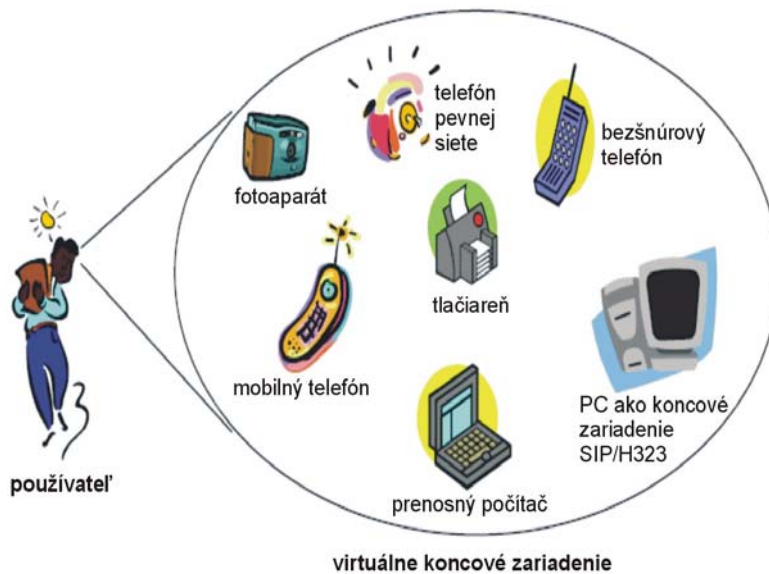 telefón
pevnej
siete
bezšnúrový
telefón
fotoaparát
tlačiareň
mobilný telefón
PC ako koncové
zariadenie
SIP/H323
používateľ
prenosný počítač
virtuálne koncové zariadenie